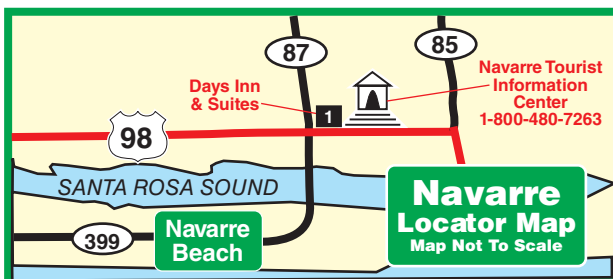 87
85
Days Inn
& Suites
1
Navarre Tourist
Information
Center
1-800-480-7263
98
SANTA ROSA SOUND
399
Navarre
Beach
Navarre
Locator Map
Map Not To Scale